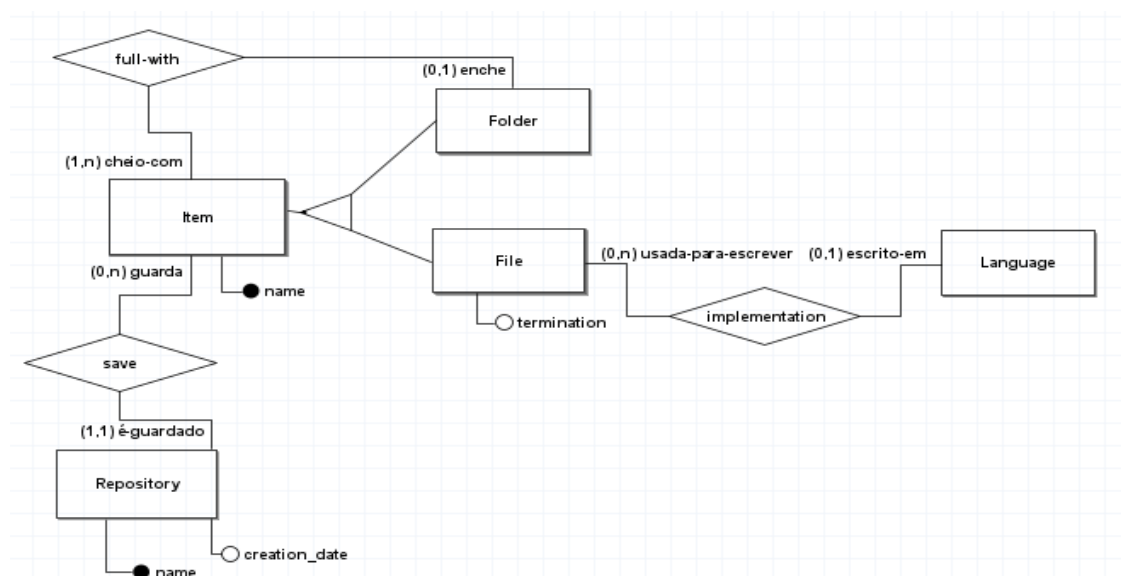 full-with
(0,1) enche
Folder
(1,n) cheio-com
Item
(0,n) guarda
name
File
(0,n) usada-para-escrever
(0,1) escrito-em
Language
termination
implementation
save
(1,1) é-guardado
Repository
creation_date
name